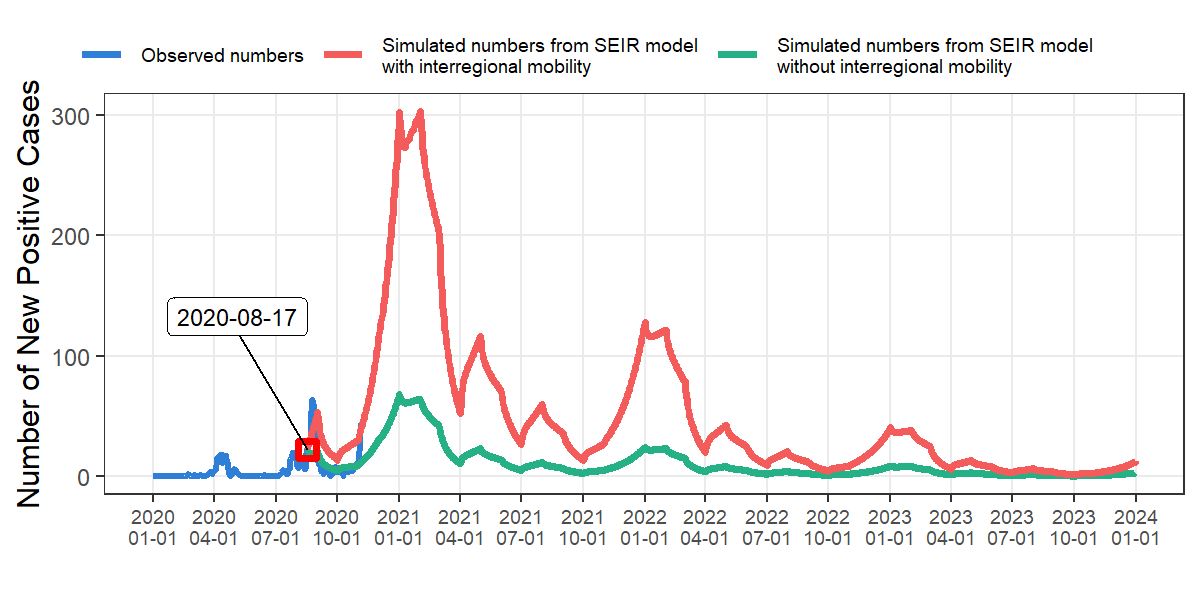 Observed numbers
Simulated numbers from SEIR model
with interregional mobility
Simulated numbers from SEIR model
without interregional mobility
Number of New Positive Cases
300
200
100
0
2020-08-17
2020 2020 2020 2020 2021 2021 2021 2021 2022 2022 2022 2022 2023 2023 2023 2023 2024
01-01 04-01 07-01 10-01 01-01 04-01 07-01 10-01 01-01 04-01 07-01 10-01 01-01 04-01 07-01 10-01 01-01